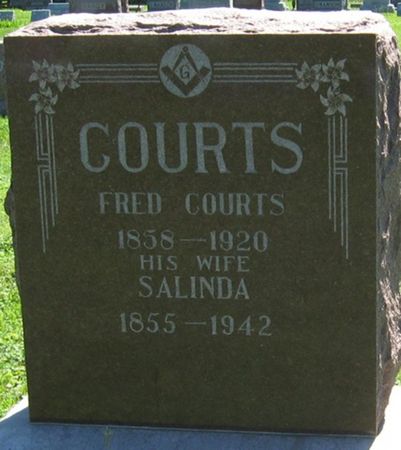 G
COURTS
FRED COURTS
1858—1920
HIS WIFE
SALINDA
1855—1942